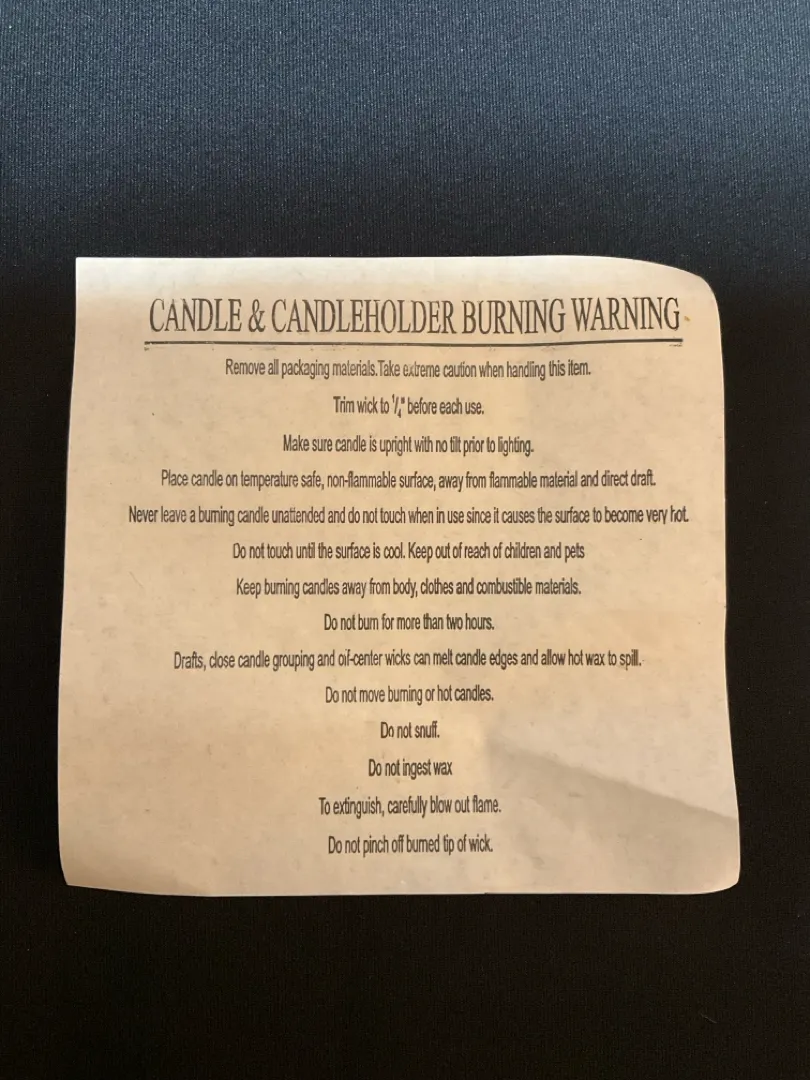 CANDLE & CANDLEHOLDER BURNING WARNING
Remove all packaging materials.Take extreme caution when handling this item.
Trim wick to 1/4" before each use.
Make sure candle is upright with no tilt prior to lighting.
Place candle on temperature safe, non-flammable surface, away from flammable material and direct draft.
Never leave a burning candle unattended and do not touch when in use since it causes the surface to become very hot.
Do not touch until the surface is cool. Keep out of reach of children and pets
Keep burning candles away from body, clothes and combustible materials.
Do not burn for more than two hours.
Drafts, close candle grouping and off-center wicks can melt candle edges and allow hot wax to spill.
Do not move burning or hot candles.
Do not snuff.
Do not ingest wax
To extinguish, carefully blow out flame.
Do not pinch off burned tip of wick.